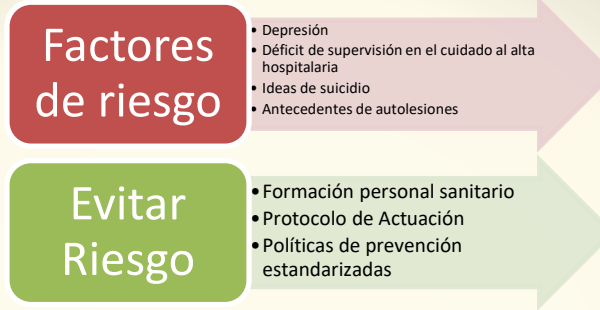 Factores
de riesgo
• Depresión
• Déficit de supervisión en el cuidado al alta
hospitalaria
• Ideas de suicidio
• Antecedentes de autolesiones
Evitar
Riesgo
• Formación personal sanitario
• Protocolo de Actuación
• Políticas de prevención
estandarizadas